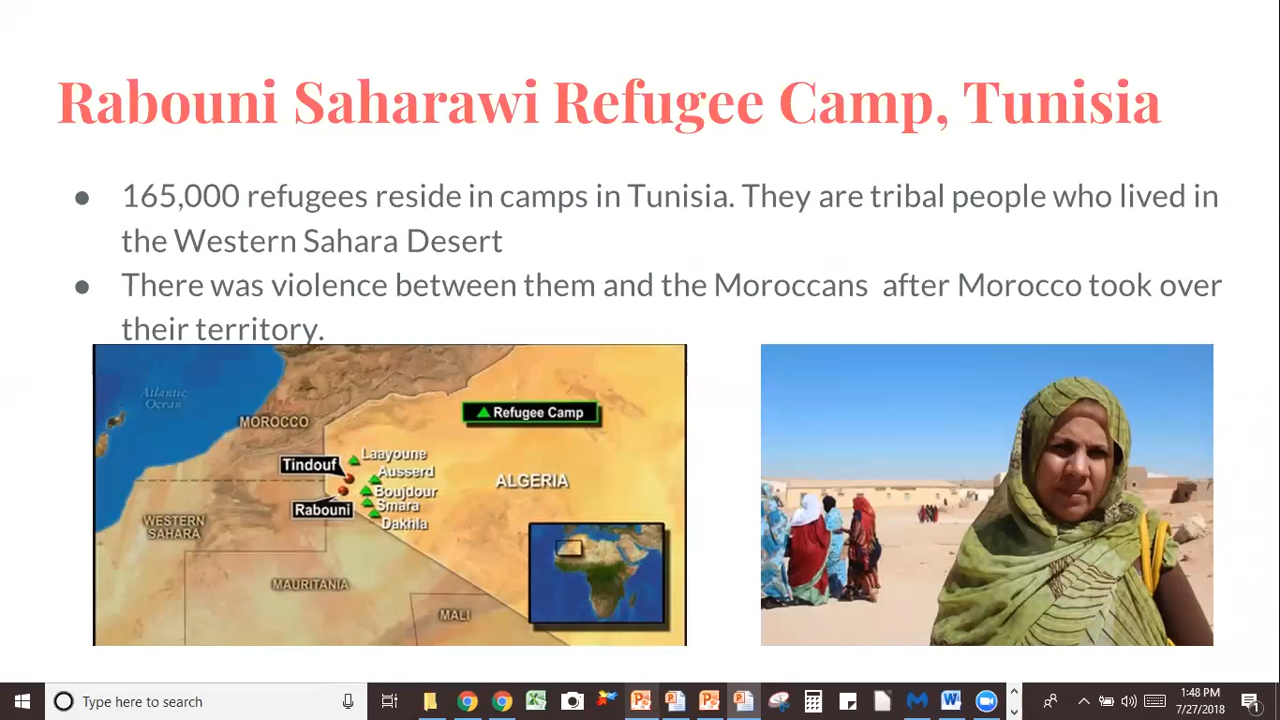 Rabouni Saharawi Refugee Camp, Tunisia
● 165,000 refugees reside in camps in Tunisia. They are tribal people who lived in
the Western Sahara Desert
● There was violence between them and the Moroccans after Morocco took over
their territory.
Atlantic
Ocean
MOROCCO
Refugee Camp
Laayoune
Tindouf
Ausserd
ALGERIA
Boujdour
Smara
Rabouni
Dakhla
WESTERN
SAHARA
MAURITANIA
MALI
Type here to search
1:48 PM
7/27/2018
1